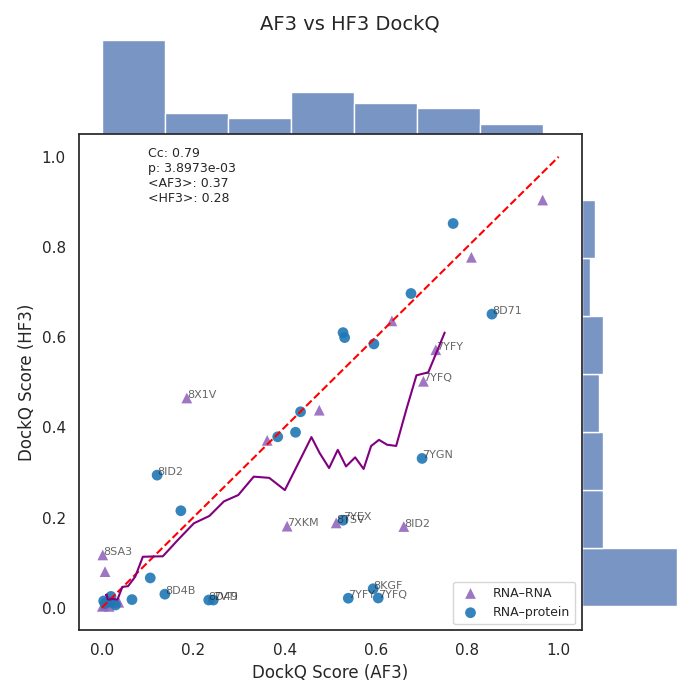 AF3 vs HF3 DockQ
Cc: 0.79
p: 3.8973e-03
<AF3>: 0.37
<HF3>: 0.28
1.0
0.8
0.6
0.4
0.2
0.0
DockQ Score (HF3)
8D71
7YFY
7YFQ
8X1V
7YGN
8ID2
7YEX
7XKM
8ID2
8SA3
8KGF
8D4B
7YFY
7YFQ
RNA–RNA
RNA–protein
0.0
0.2
0.4
0.6
0.8
1.0
DockQ Score (AF3)